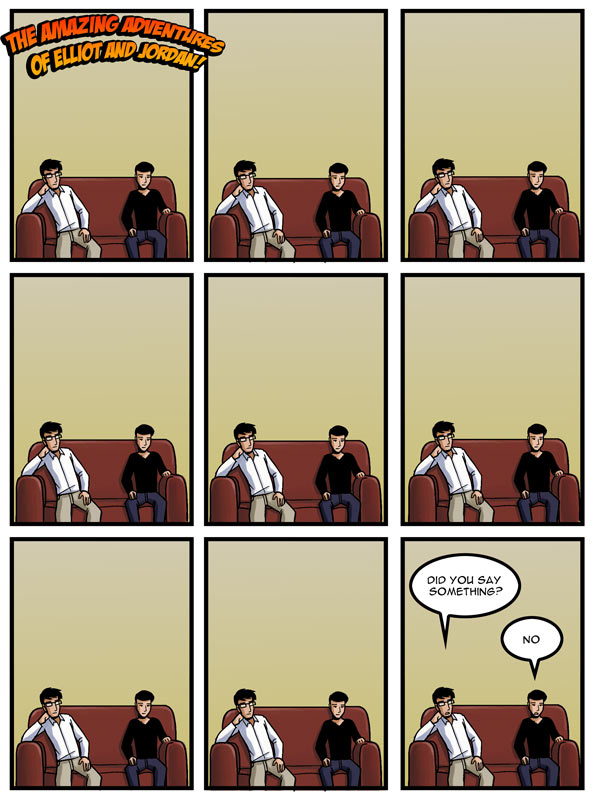 THE AMAZING ADVENTURES
OF ELLIOT AND JORDAN!
DID YOU SAY
SOMETHING?
NO